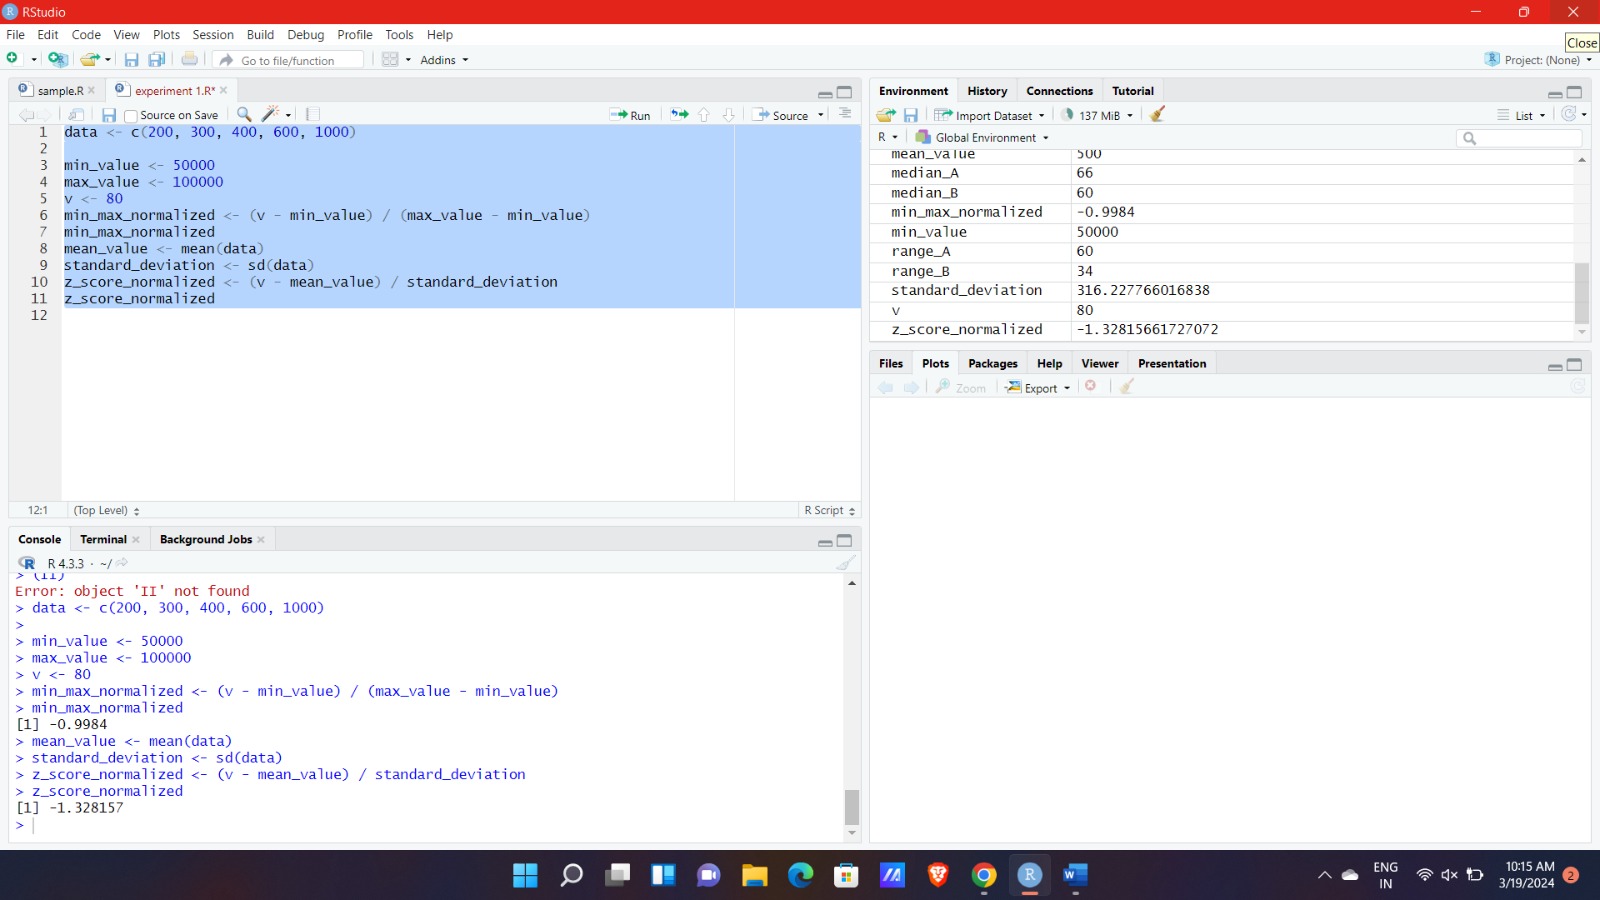 RStudio
File Edit Code View Plots Session Build Debug Profile Tools Help
Close
Go to file/function Addins Project: (None)
sample.R experiment 1.R*
Source on Save Run Source
1 data <- c(200, 300, 400, 600, 1000)
2
3 min_value <- 50000
4 max_value <- 100000
5 v <- 80
6 min_max_normalized <- (v - min_value) / (max_value - min_value)
7 min_max_normalized
8 mean_value <- mean(data)
9 standard_deviation <- sd(data)
10 z_score_normalized <- (v - mean_value) / standard_deviation
11 z_score_normalized
12
12:1 (Top Level) R Script
Console Terminal Background Jobs
R 4.3.3 · ~/
> (II)
Error: object 'II' not found
> data <- c(200, 300, 400, 600, 1000)
>
> min_value <- 50000
> max_value <- 100000
> v <- 80
> min_max_normalized <- (v - min_value) / (max_value - min_value)
> min_max_normalized
[1] -0.9984
> mean_value <- mean(data)
> standard_deviation <- sd(data)
> z_score_normalized <- (v - mean_value) / standard_deviation
> z_score_normalized
[1] -1.328157
>
Environment History Connections Tutorial
Import Dataset 137 MiB List
R Global Environment
mean_value 500
median_A 66
median_B 60
min_max_normalized -0.9984
min_value 50000
range_A 60
range_B 34
standard_deviation 316.227766016838
v 80
z_score_normalized -1.32815661727072
Files Plots Packages Help Viewer Presentation
Zoom Export
ENG
IN
10:15 AM
3/19/2024
2